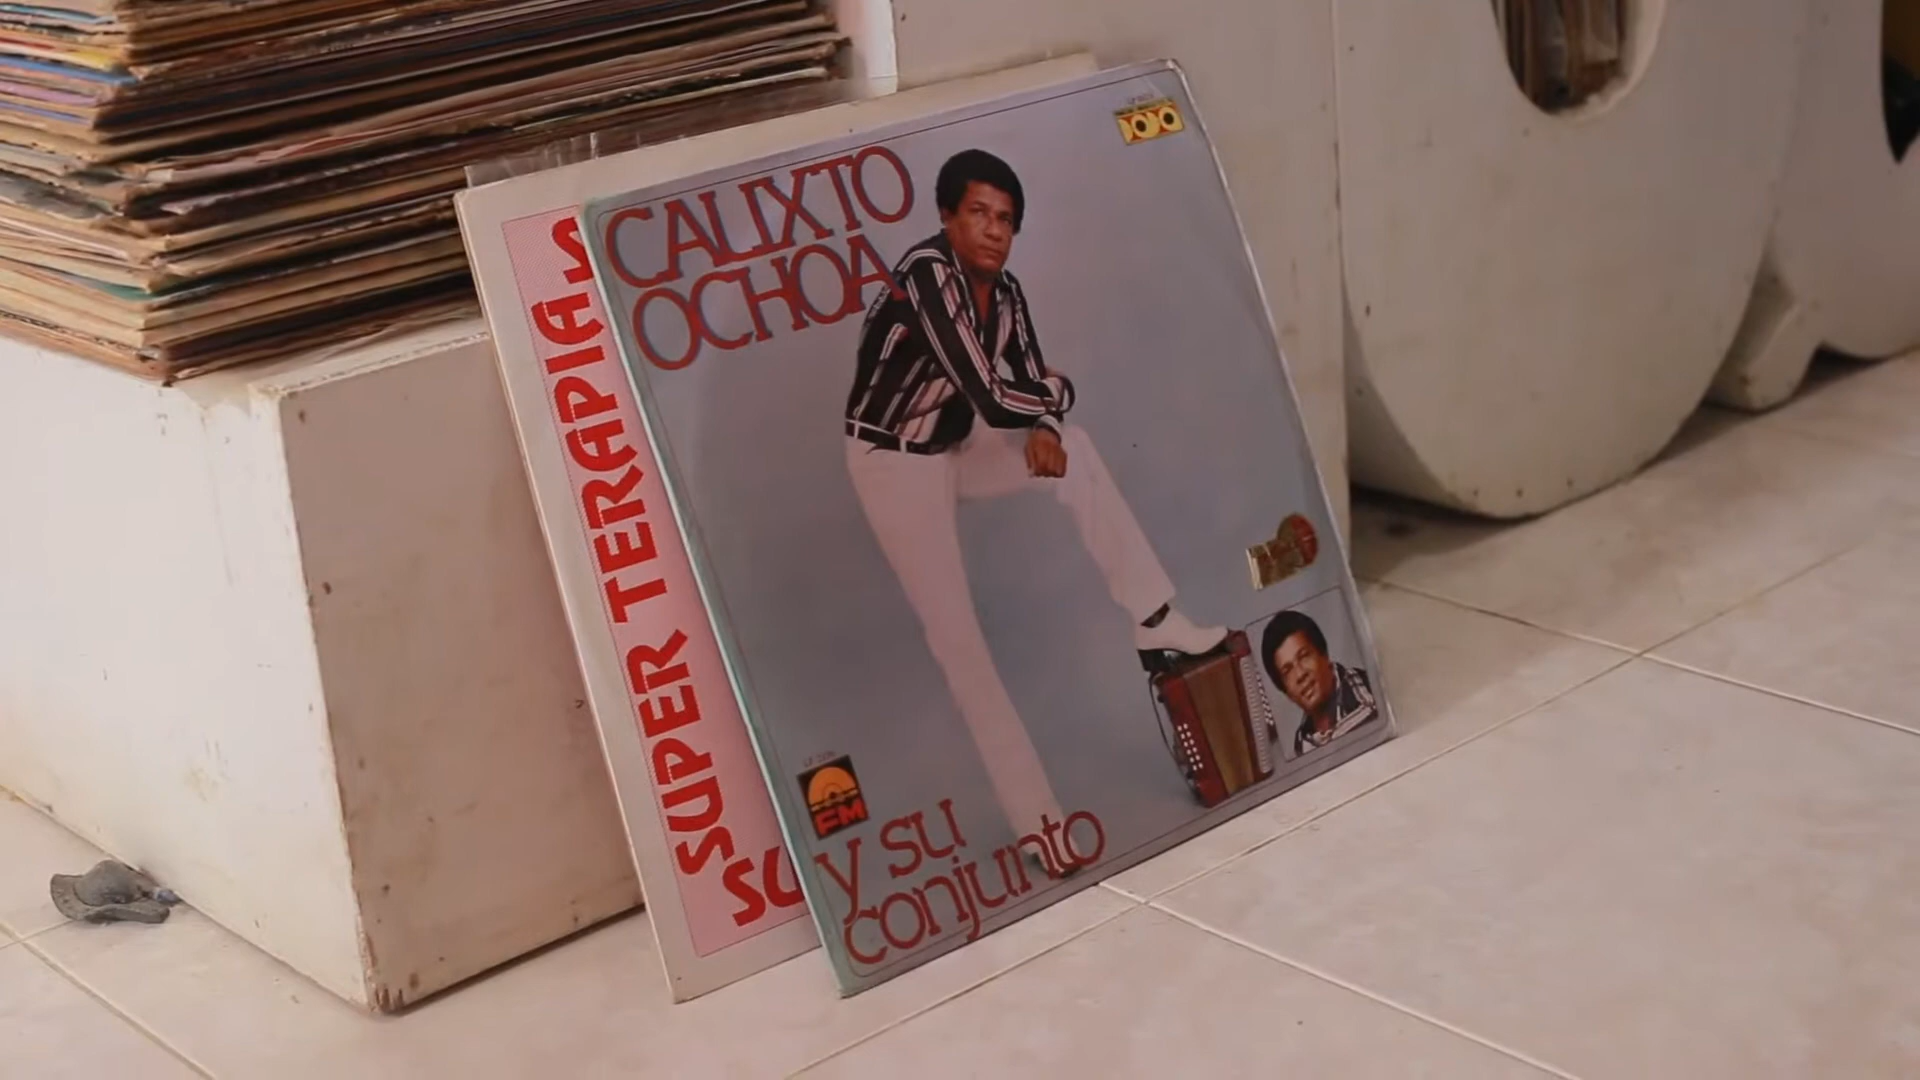 CALIXTO
OCHOA
y su
conjunto
FM
SUPER TERAPIA
SU